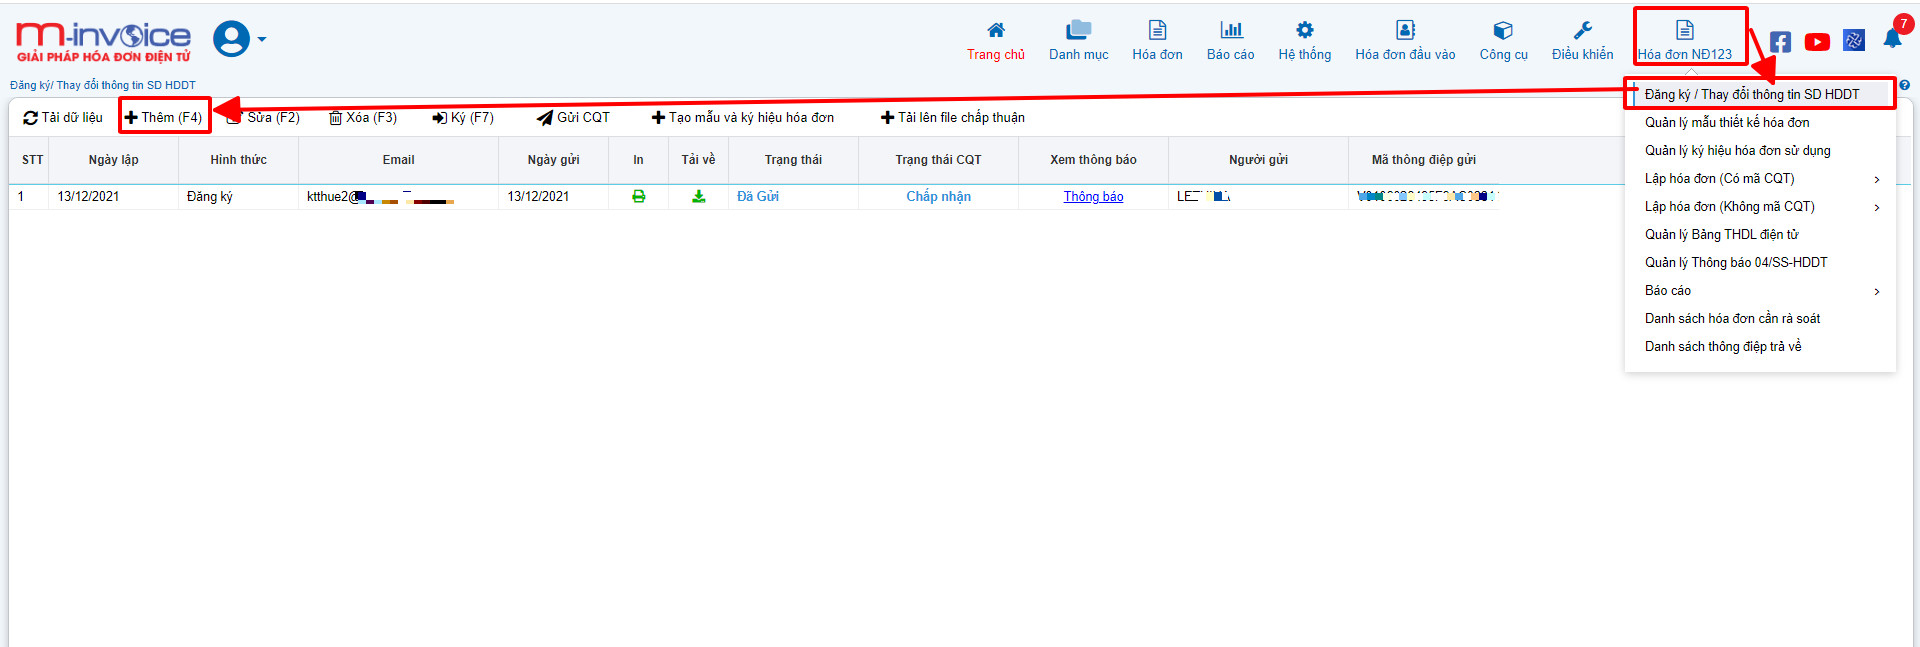 m-invoice
GIẢI PHÁP HÓA ĐƠN ĐIỆN TỬ
Trang chủ
Danh mục
Hóa đơn
Báo cáo
Hệ thống
Hóa đơn đầu vào
Công cụ
Điều khiển
Hóa đơn NĐ123
7
Đăng ký/ Thay đổi thông tin SD HDDT
Tải dữ liệu
Thêm (F4)
Sửa (F2)
Xóa (F3)
Ký (F7)
Gửi CQT
Tạo mẫu và ký hiệu hóa đơn
Tải lên file chấp thuận
STT
Ngày lập
Hình thức
Email
Ngày gửi
In
Tải về
Trạng thái
Trạng thái CQT
Xem thông báo
Người gửi
Mã thông điệp gửi
1
13/12/2021
Đăng ký
ktthue2@
13/12/2021
Đã Gửi
Chấp nhận
Thông báo
Đăng ký / Thay đổi thông tin SD HDDT
Quản lý mẫu thiết kế hóa đơn
Quản lý ký hiệu hóa đơn sử dụng
Lập hóa đơn (Có mã CQT)
Lập hóa đơn (Không mã CQT)
Quản lý Bảng THDL điện tử
Quản lý Thông báo 04/SS-HDDT
Báo cáo
Danh sách hóa đơn cần rà soát
Danh sách thông điệp trả về